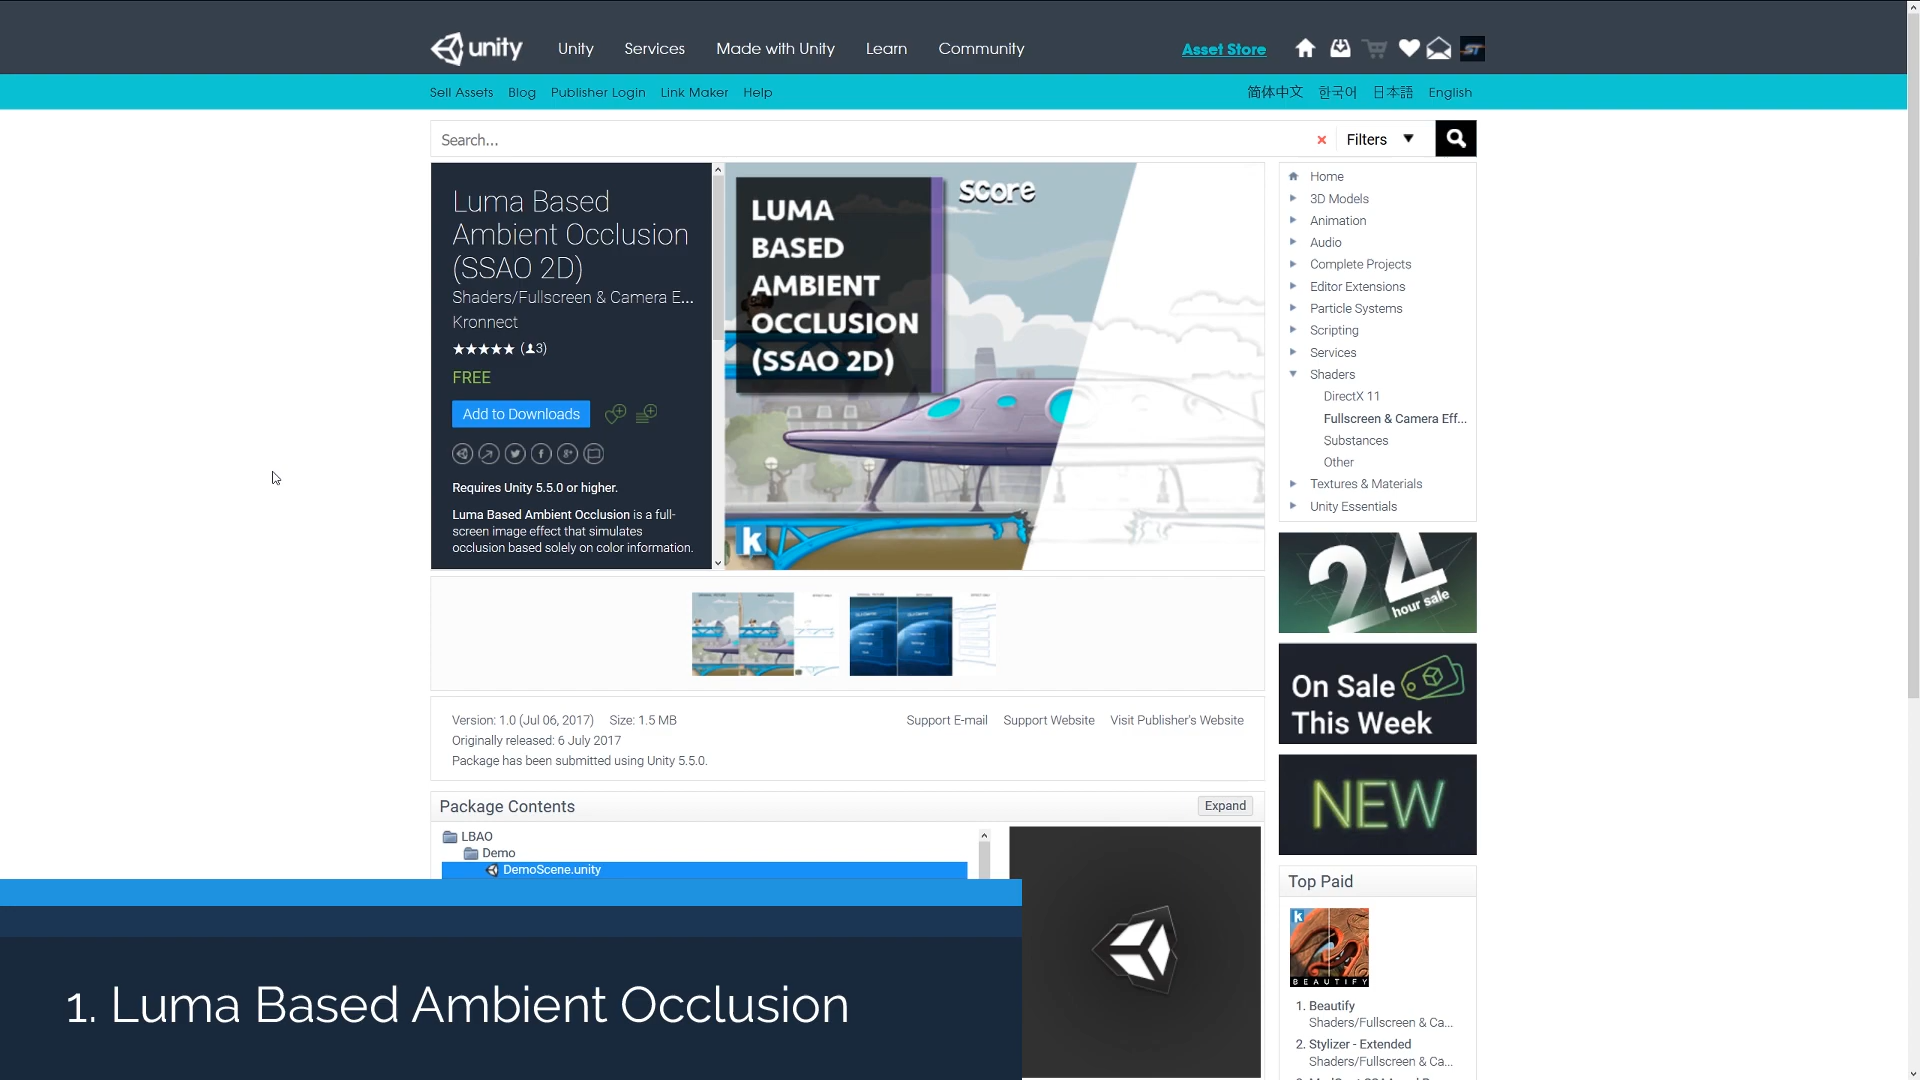 unity Unity Services Made with Unity Learn Community Asset Store ST
Sell Assets Blog Publisher Login Link Maker Help 简体中文 한국어 日本語 English
Search... × Filters
Luma Based
Ambient Occlusion
(SSAO 2D)
Shaders/Fullscreen & Camera E...
Kronnect
★★★★★ (3)
FREE
Add to Downloads
Requires Unity 5.5.0 or higher.
Luma Based Ambient Occlusion is a full-
screen image effect that simulates
occlusion based solely on color information.
score
LUMA
BASED
AMBIENT
OCCLUSION
(SSAO 2D)
k
Home
3D Models
Animation
Audio
Complete Projects
Editor Extensions
Particle Systems
Scripting
Services
Shaders
DirectX 11
Fullscreen & Camera Eff...
Substances
Other
Textures & Materials
Unity Essentials
24
hour sale
On Sale
This Week
NEW
Version: 1.0 (Jul 06, 2017) Size: 1.5 MB
Support E-mail Support Website Visit Publisher's Website
Originally released: 6 July 2017
Package has been submitted using Unity 5.5.0.
Package Contents Expand
LBAO
Demo
DemoScene.unity
Top Paid
k
BEAUTIFY
1. Beautify
Shaders/Fullscreen & Ca...
2. Stylizer - Extended
Shaders/Fullscreen & Ca...
1. Luma Based Ambient Occlusion